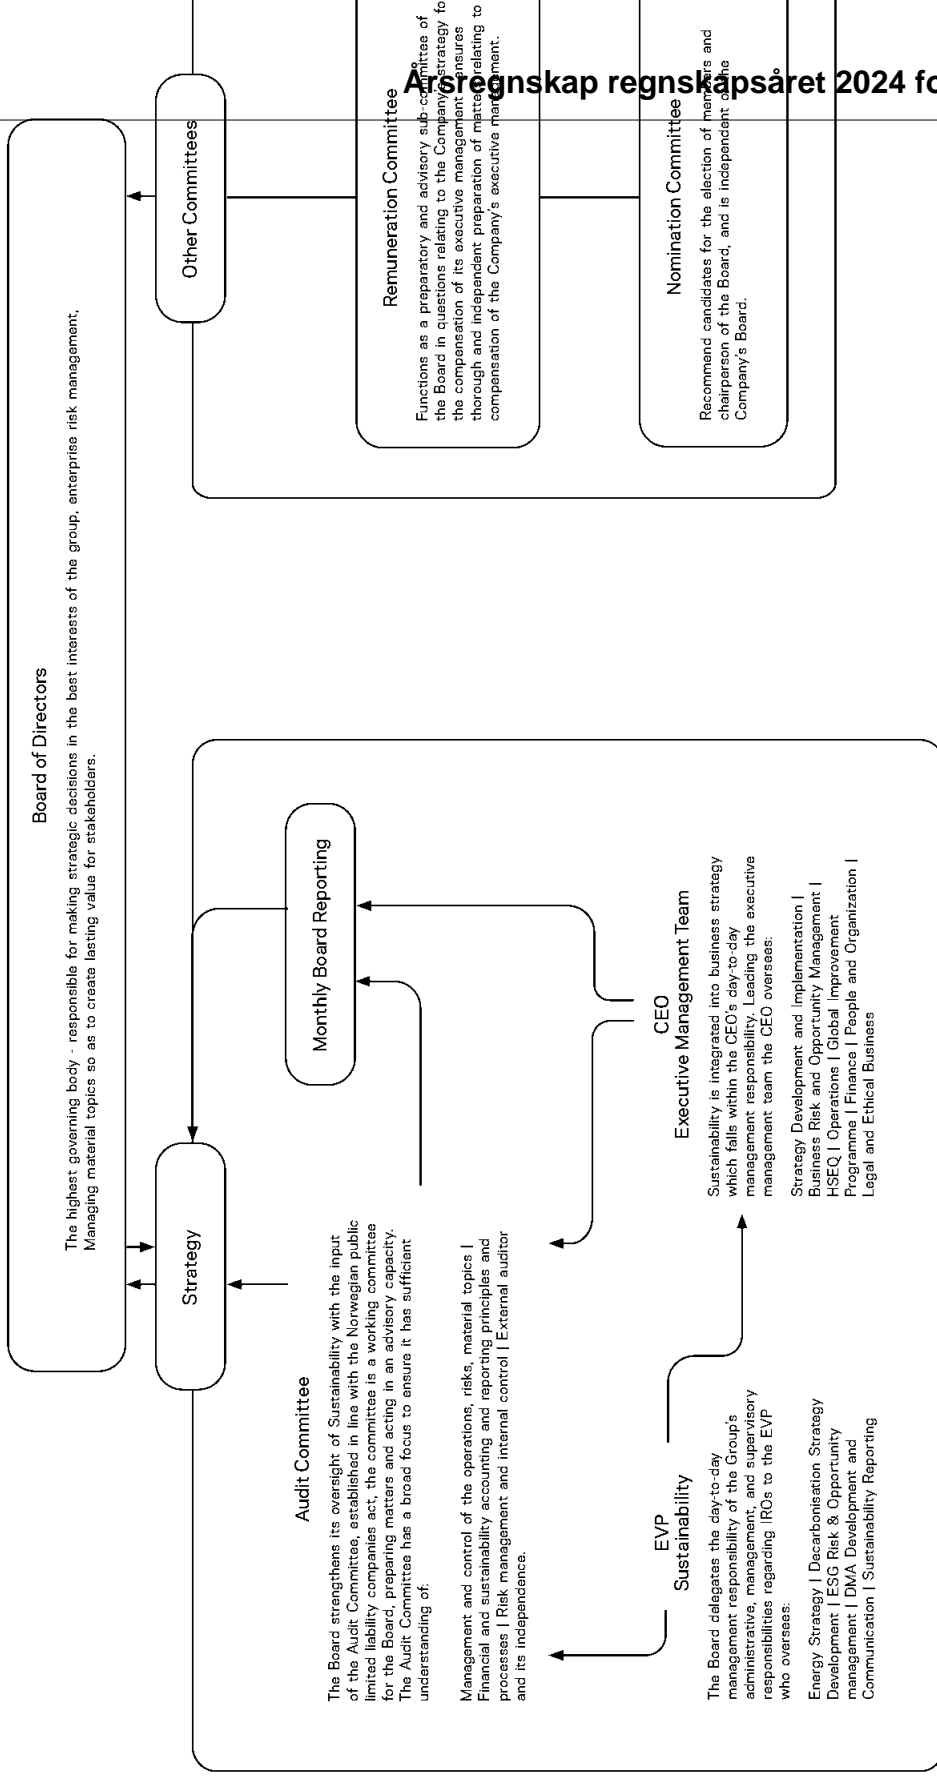 Årsregnskap regnskapsåret 2024 fo
Board of Directors
The highest governing body - responsible for making strategic decisions in the best interests of the group, enterprise risk management,
Managing material topics so as to create lasting value for stakeholders.
Strategy
Other Committees
Monthly Board Reporting
Audit Committee
The Board strengthens its oversight of Sustainability with the input
of the Audit Committee, established in line with the Norwegian public
limited liability companies act, the committee is a working committee
for the Board, preparing matters and acting in an advisory capacity.
The Audit Committee has a broad focus to ensure it has sufficient
understanding of:
Management and control of the operations, risks, material topics |
Financial and sustainability accounting and reporting principles and
processes | Risk management and internal control | External auditor
and its independence.
EVP
Sustainability
The Board delegates the day-to-day
management responsibility of the Group's
administrative, management, and supervisory
responsibilities regarding IROs to the EVP
who oversees:
Energy Strategy | Decarbonisation Strategy
Development | ESG Risk & Opportunity
management | DMA Development and
Communication | Sustainability Reporting
CEO
Executive Management Team
Sustainability is integrated into business strategy
which falls within the CEO's day-to-day
management responsibility. Leading the executive
management team the CEO oversees:
Strategy Development and Implementation |
Business Risk and Opportunity Management |
HSEQ | Operations | Global Improvement
Programme | Finance | People and Organization |
Legal and Ethical Business
Remuneration Committee
Functions as a preparatory and advisory sub-committee of
the Board in questions relating to the Company's strategy fo
the compensation of its executive management ensures
thorough and independent preparation of matters relating to
compensation of the Company's executive management.
Nomination Committee
Recommend candidates for the election of members and
chairperson of the Board, and is independent of the
Company's Board.